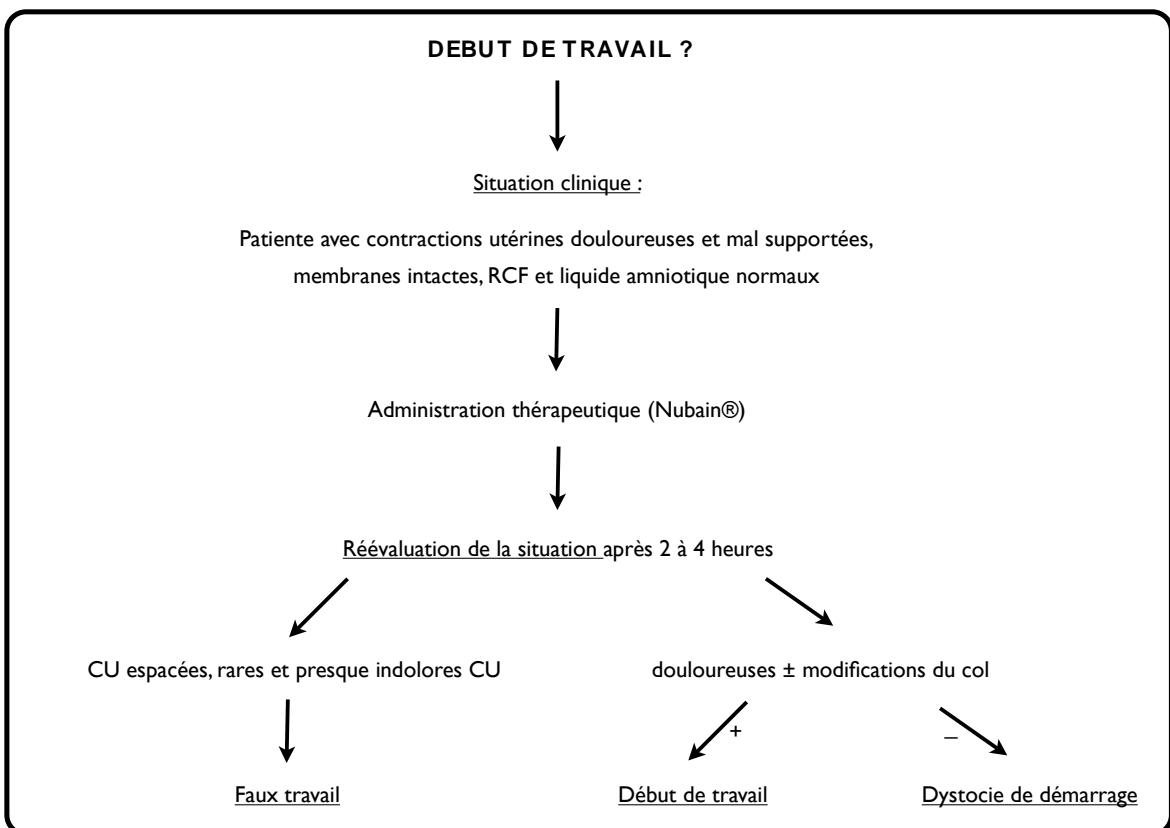 DEBUT DE TRAVAIL ?
Situation clinique :
Patiente avec contractions utérines douloureuses et mal supportées,
membranes intactes, RCF et liquide amniotique normaux
Administration thérapeutique (Nubain®)
Réévaluation de la situation après 2 à 4 heures
CU espacées, rares et presque indolores CU
douloureuses ± modifications du col
+
–
Faux travail
Début de travail
Dystocie de démarrage